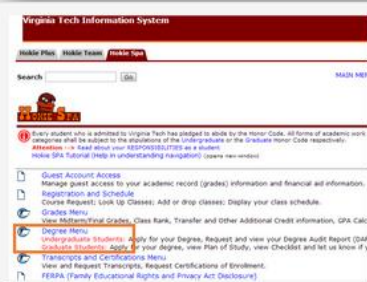 Virginia Tech Information System
Hokie Plus Hokie Team Hokie Spa
Search Go MAIN MEN
HOKIE SPA
Every student who is admitted to Virginia Tech has pledged to abide by the Honor Code. All forms of academic work
categories shall be subject to the stipulations of the Undergraduate or the Graduate Honor Code respectively.
Attention --> Read about your RESPONSIBILITIES as a student
Hokie SPA Tutorial (Help in understanding navigation) (opens new window)
Guest Account Access
Manage guest access to your academic record (grades) information and financial aid information.
Registration and Schedule
Course Request; Look Up Classes; Add or drop classes; Display your class schedule.
Grades Menu
View Midterm/Final Grades, Class Rank, Transfer and Other Additional Credit information, GPA Calc
Degree Menu
Undergraduate Students: Apply for your Degree, Request and view your Degree Audit Report (DAR
Graduate Students: Apply for your degree, view Plan of Study, view Checklist and let us know if y
Transcripts and Certifications Menu
View and Request Transcripts, Request Certifications of Enrollment.
FERPA (Family Educational Rights and Privacy Act Disclosure)